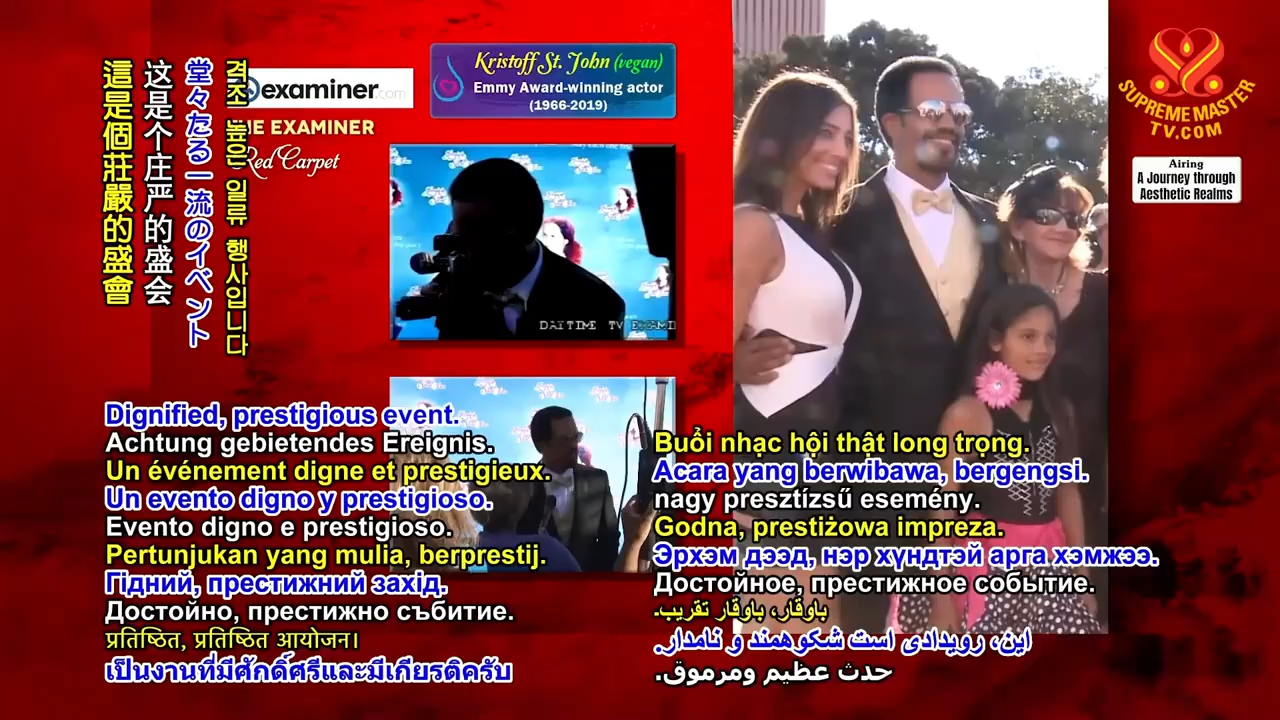 這是個莊嚴的盛會
这是个庄严的盛会
堂々たる一流のイベント
격조 높은 일류 행사입니다
examiner.com
THE EXAMINER
Red Carpet
Kristoff St. John (vegan)
Emmy Award-winning actor
(1966-2019)
SUPREME MASTER
TV.COM
Airing
A Journey through
Aesthetic Realms
DAYTIME TV EXAMI
Dignified, prestigious event.
Achtung gebietendes Ereignis.
Un événement digne et prestigieux.
Un evento digno y prestigioso.
Evento digno e prestigioso.
Pertunjukan yang mulia, berprestij.
Гідний, престижний захід.
Достойно, престижно събитие.
प्रतिष्ठित, प्रतिष्ठित आयोजन।
เป็นงานที่มีศักดิ์ศรีและมีเกียรติครับ
Buổi nhạc hội thật long trọng.
Acara yang berwibawa, bergengsi.
nagy presztízsű esemény.
Godna, prestiżowa impreza.
Эрхэм дээд, нэр хүндтэй арга хэмжээ.
Достойное, престижное событие.
باوقار، باوقار تقریب.
این، رویدادی است شکوهمند و نامدار.
حدث عظيم ومرموق.